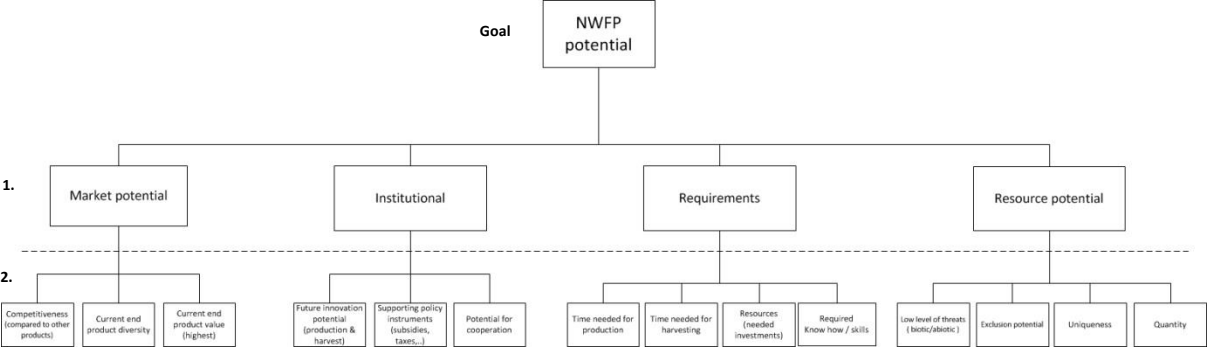 Goal
NWFP
potential
1.
Market potential
Institutional
Requirements
Resource potential
2.
Competitiveness
(compared to other
products)
Current end
product diversity
Current end
product value
(highest)
Future innovation
potential
(production &
harvest)
Supporting policy
instruments
(subsidies,
taxes,..)
Potential for
cooperation
Time needed for
production
Time needed for
harvesting
Resources
(needed
investments)
Required
Know how / skills
Low level of threats
( biotic/abiotic )
Exclusion potential
Uniqueness
Quantity